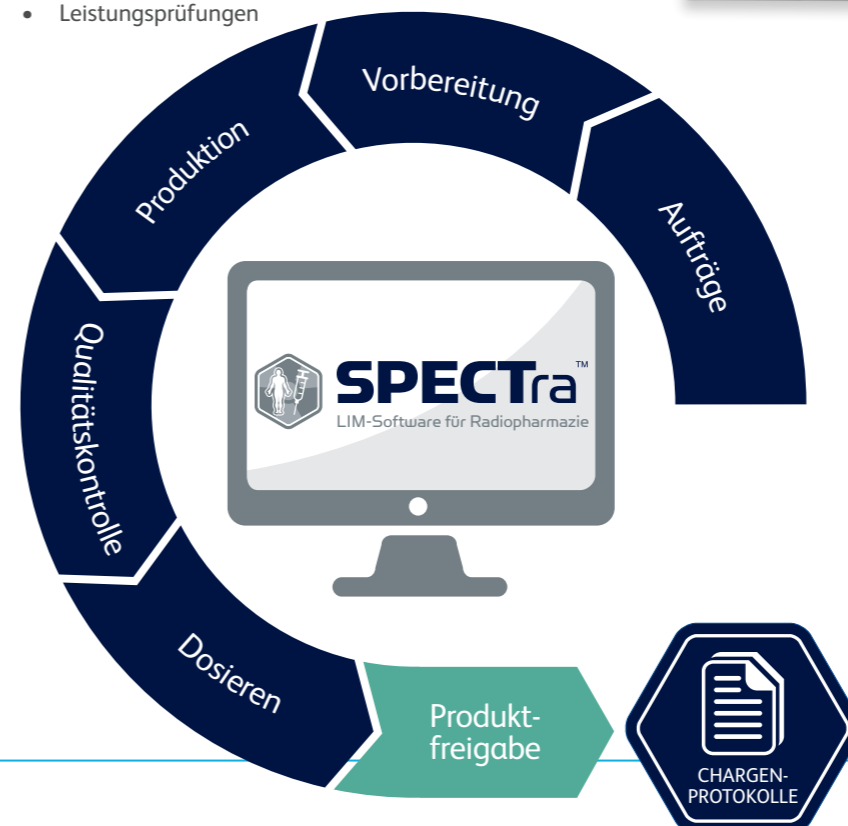 • Leistungsprüfungen
Aufträge
Vorbereitung
Produktion
Qualitätskontrolle
Dosieren
Produkt-
freigabe
CHARGEN-
PROTOKOLLE
SPECTra™
LIM-Software für Radiopharmazie